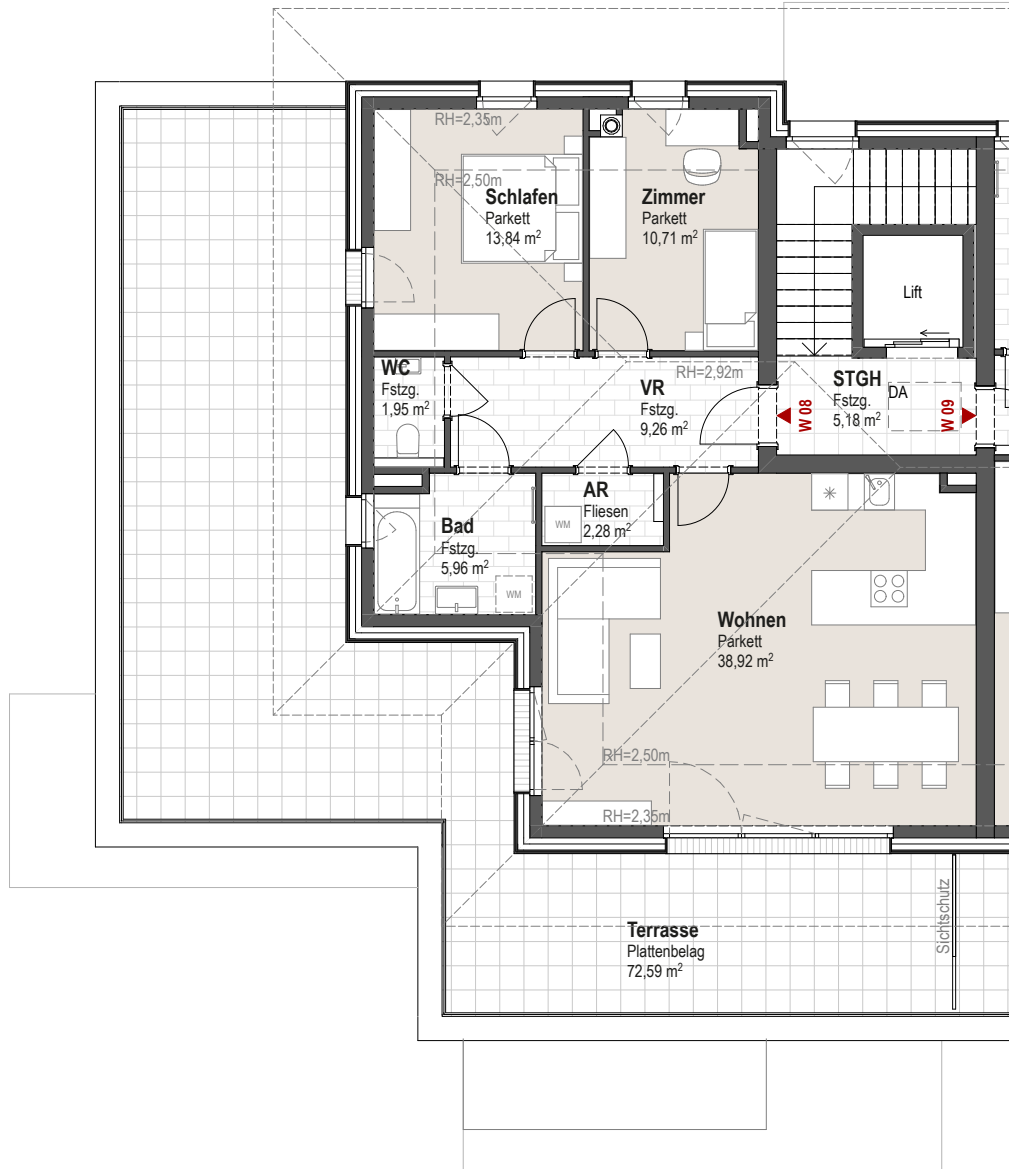 RH=2,35m
RH=2,50m
Schlafen
Parkett
13,84 m²
Zimmer
Parkett
10,71 m²
Lift
WC
Fstzg.
1,95 m²
VR
Fstzg.
9,26 m²
RH=2,92m
STGH
Fstzg.
5,18 m²
DA
W 08
W 09
Bad
Fstzg.
5,96 m²
WM
AR
Fliesen
2,28 m²
WM
Wohnen
Parkett
38,92 m²
RH=2,50m
RH=2,35m
Terrasse
Plattenbelag
72,59 m²
Sichtschutz